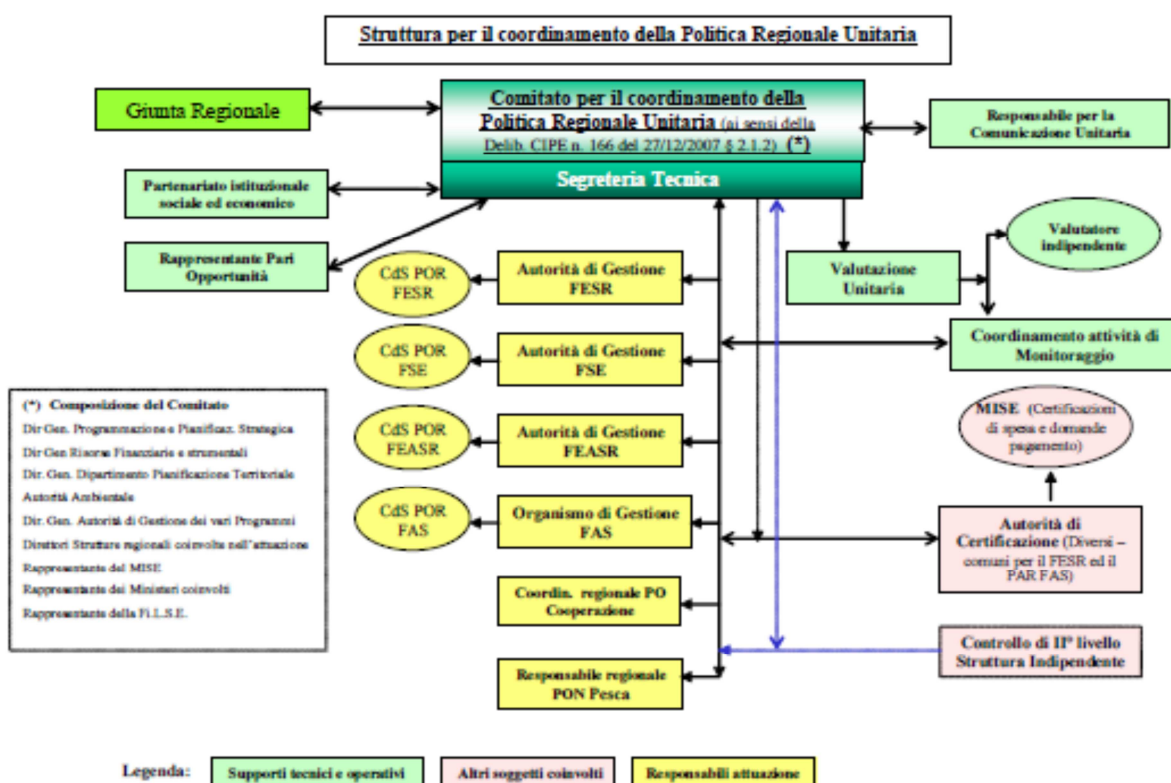 Struttura per il coordinamento della Politica Regionale Unitaria
Giunta Regionale
Comitato per il coordinamento della
Politica Regionale Unitaria (ai sensi della
Delib. CIPE n. 166 del 27/12/2007 § 2.1.2) (*)
Segreteria Tecnica
Responsabile per la
Comunicazione Unitaria
Partenariato istituzionale
sociale ed economico
Rappresentante Pari
Opportunità
Valutatore
indipendente
Valutazione
Unitaria
Coordinamento attività di
Monitoraggio
CdS POR
FESR
Autorità di Gestione
FESR
CdS POR
FSE
Autorità di Gestione
FSE
CdS POR
FEASR
Autorità di Gestione
FEASR
CdS POR
FAS
Organismo di Gestione
FAS
Coordin. regionale PO
Cooperazione
Responsabile regionale
PON Pesca
MISE (Certificazioni
di spesa e domande
pagamento)
Autorità di
Certificazione (Diversi –
comuni per il FESR ed il
PAR FAS)
Controllo di II° livello
Struttura Indipendente
(*) Composizione del Comitato
Dir Gen. Programmazione e Pianificaz. Strategica
Dir Gen Risorse Finanziarie e strumentali
Dir. Gen. Dipartimento Pianificazione Territoriale
Autorità Ambientale
Dir. Gen. Autorità di Gestione dei vari Programmi
Direttori Strutture regionali coinvolte nell'attuazione
Rappresentante del MISE
Rappresentante dei Ministeri coinvolti
Rappresentante della Fi.L.S.E.
Legenda:
Supporti tecnici e operativi
Altri soggetti coinvolti
Responsabili attuazione